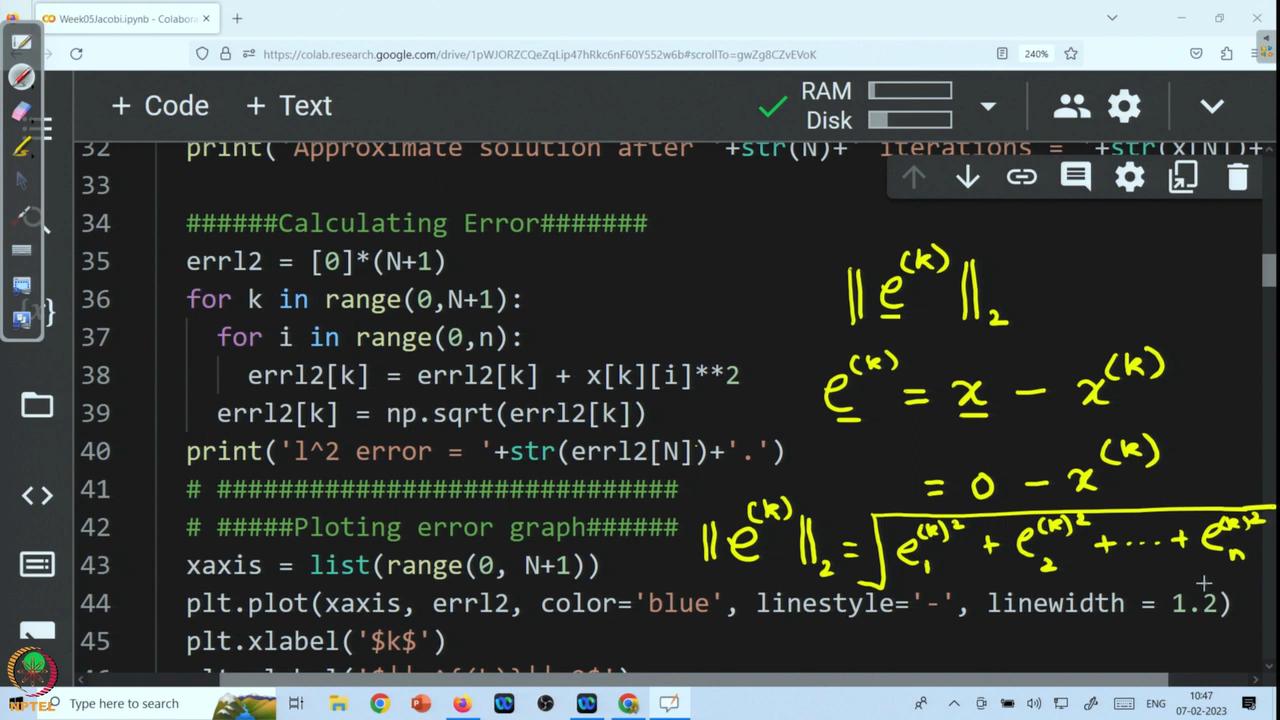 Week05Jacobi.ipynb - Colabora
https://colab.research.google.com/drive/1pWJORZCQeZqLip47hRkc6nF60Y552w6b#scrollTo=gwZg8CZvEVoK
240%
+ Code + Text
RAM
Disk
32 print('Approximate solution after '+str(N)+' iterations = '+str(x[N])+
33
34 ######Calculating Error#######
35 errl2 = [0]*(N+1)
36 for k in range(0,N+1):
37 for i in range(0,n):
38 errl2[k] = errl2[k] + x[k][i]**2
39 errl2[k] = np.sqrt(errl2[k])
40 print('l^2 error = '+str(errl2[N])+'.')
41 # ##############################
42 # #####Ploting error graph######
43 xaxis = list(range(0, N+1))
44 plt.plot(xaxis, errl2, color='blue', linestyle='-', linewidth = 1.2)
45 plt.xlabel('$k$')
46
‖e^(k)‖_2
e^(k) = x - x^(k)
= 0 - x^(k)
‖e^(k)‖_2 = √(e_1^(k)2 + e_2^(k)2 + ... + e_n^(k)2)
NPTEL
Type here to search
ENG
10:47
07-02-2023